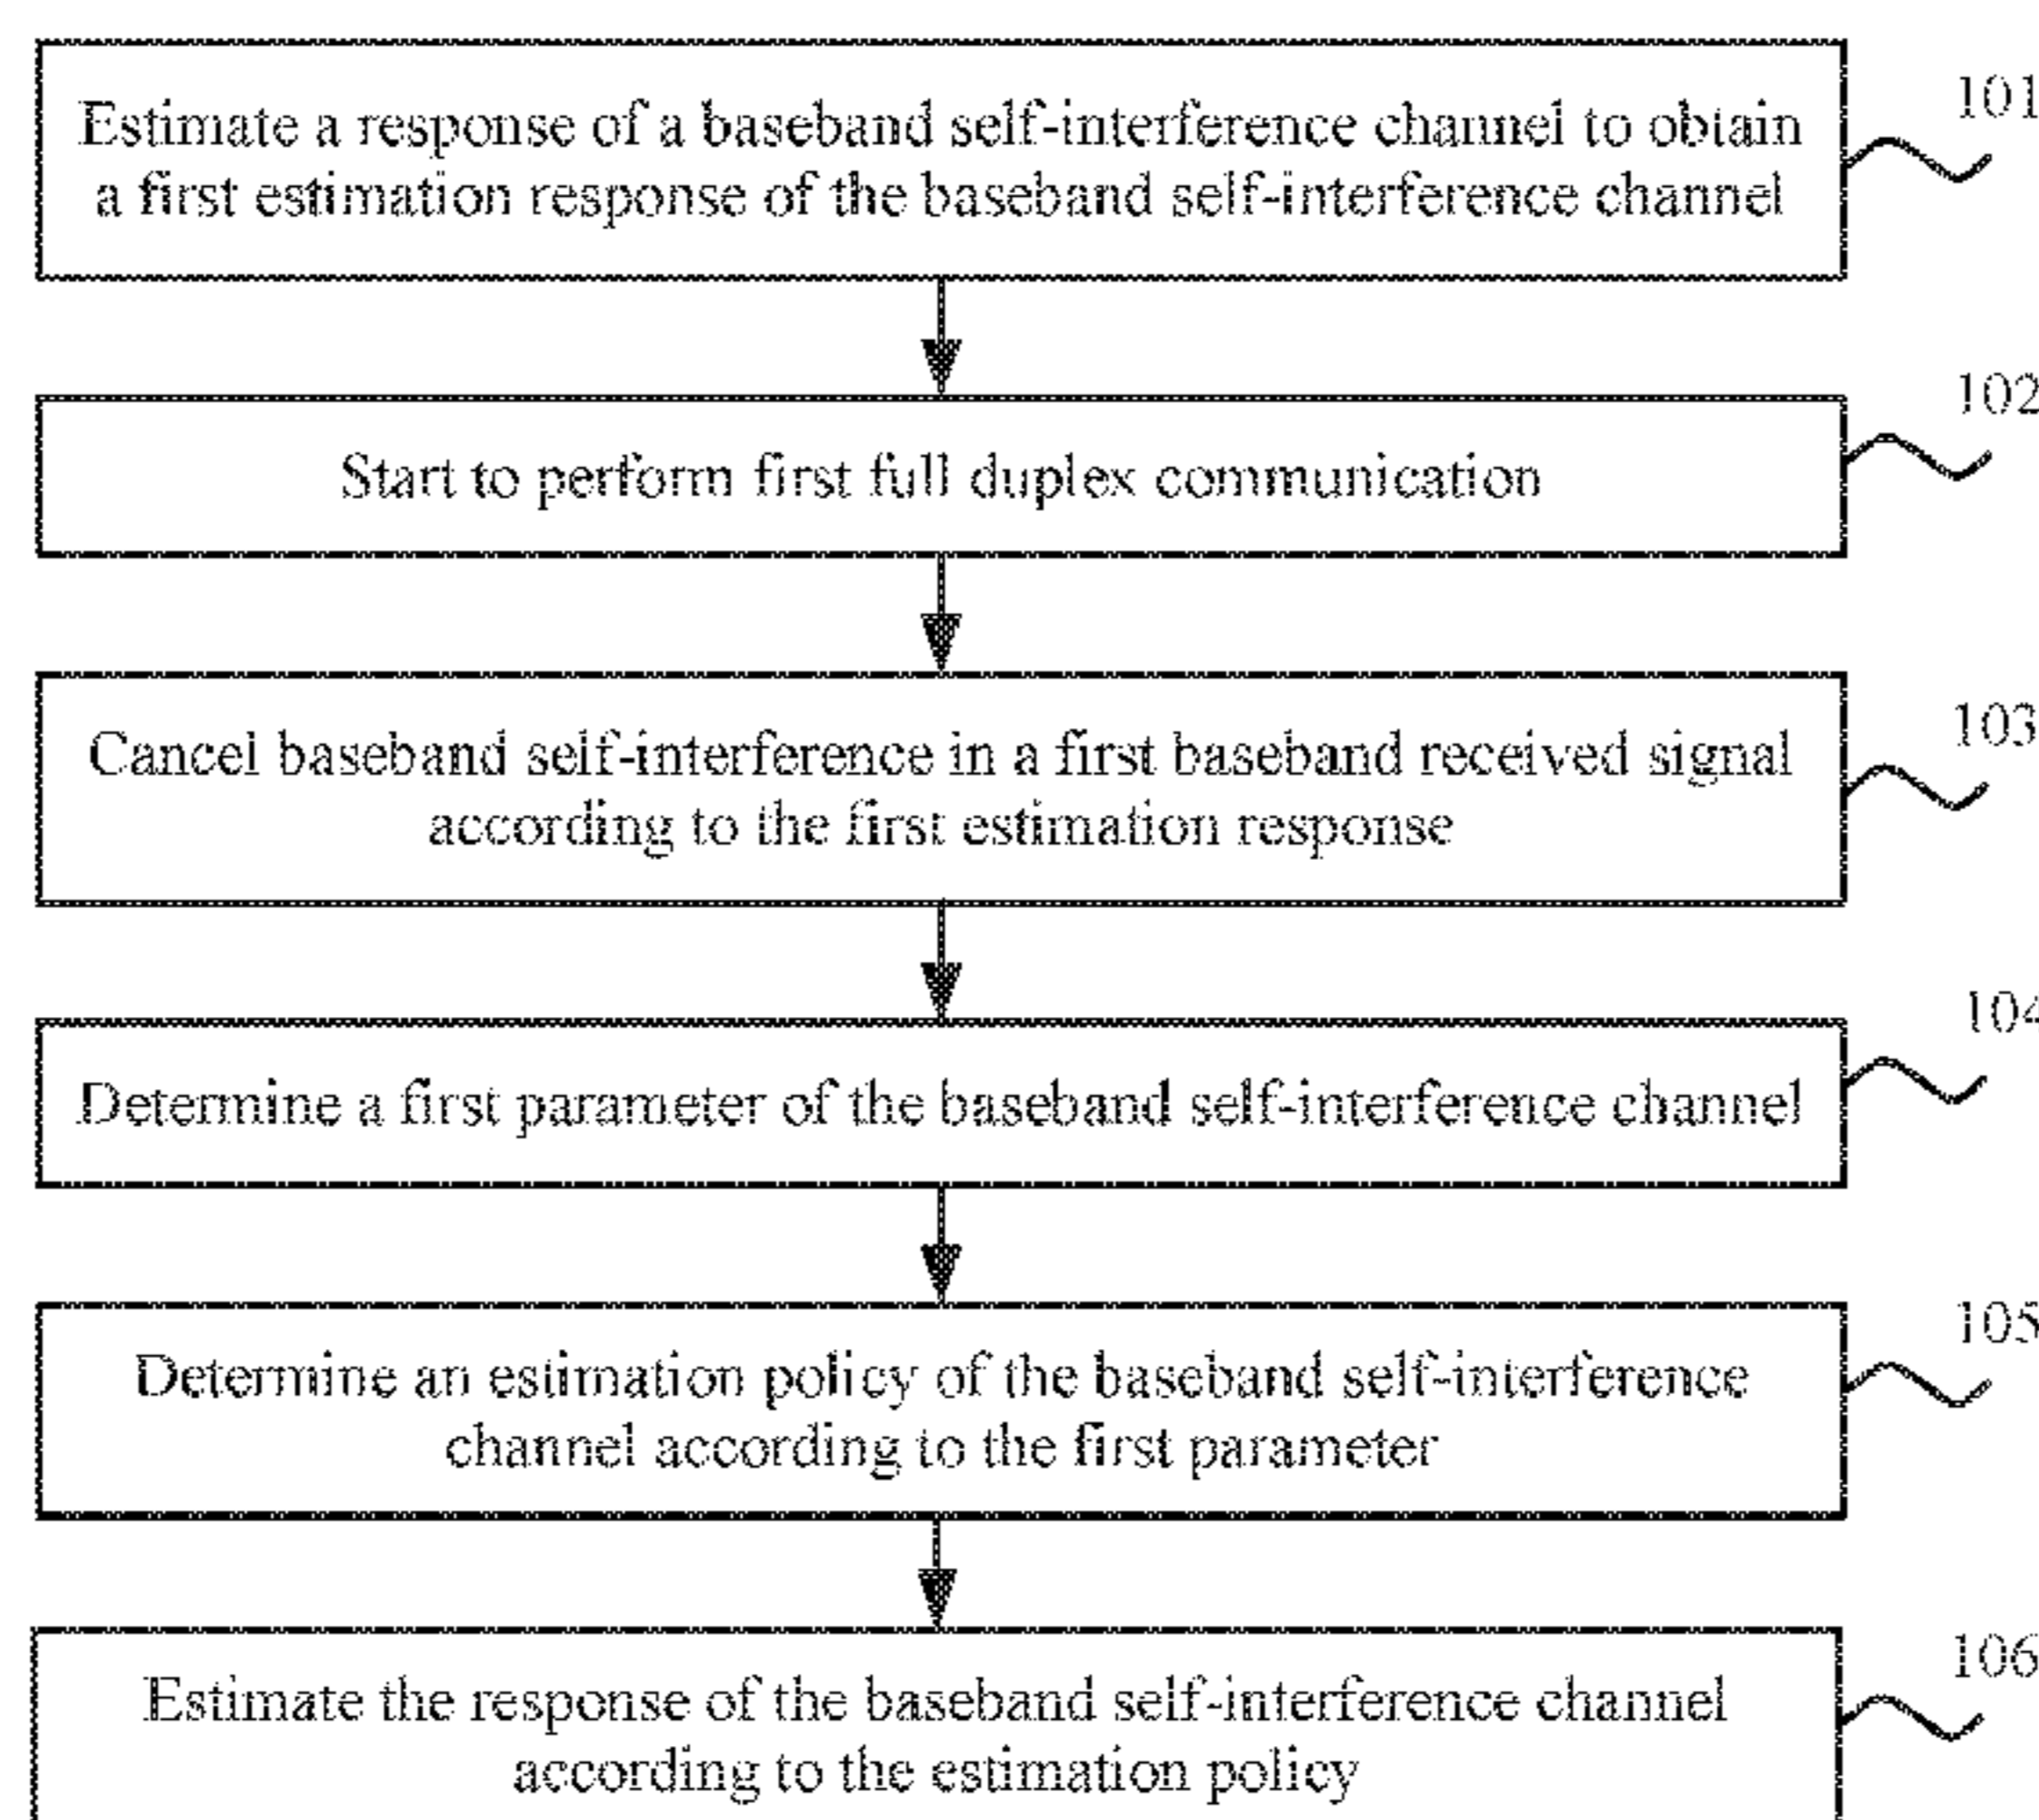 101
Estimate a response of a baseband self-interference channel to obtain
a first estimation response of the baseband self-interference channel
102
Start to perform first full duplex communication
103
Cancel baseband self-interference in a first baseband received signal
according to the first estimation response
104
Determine a first parameter of the baseband self-interference channel
105
Determine an estimation policy of the baseband self-interference
channel according to the first parameter
106
Estimate the response of the baseband self-interference channel
according to the estimation policy